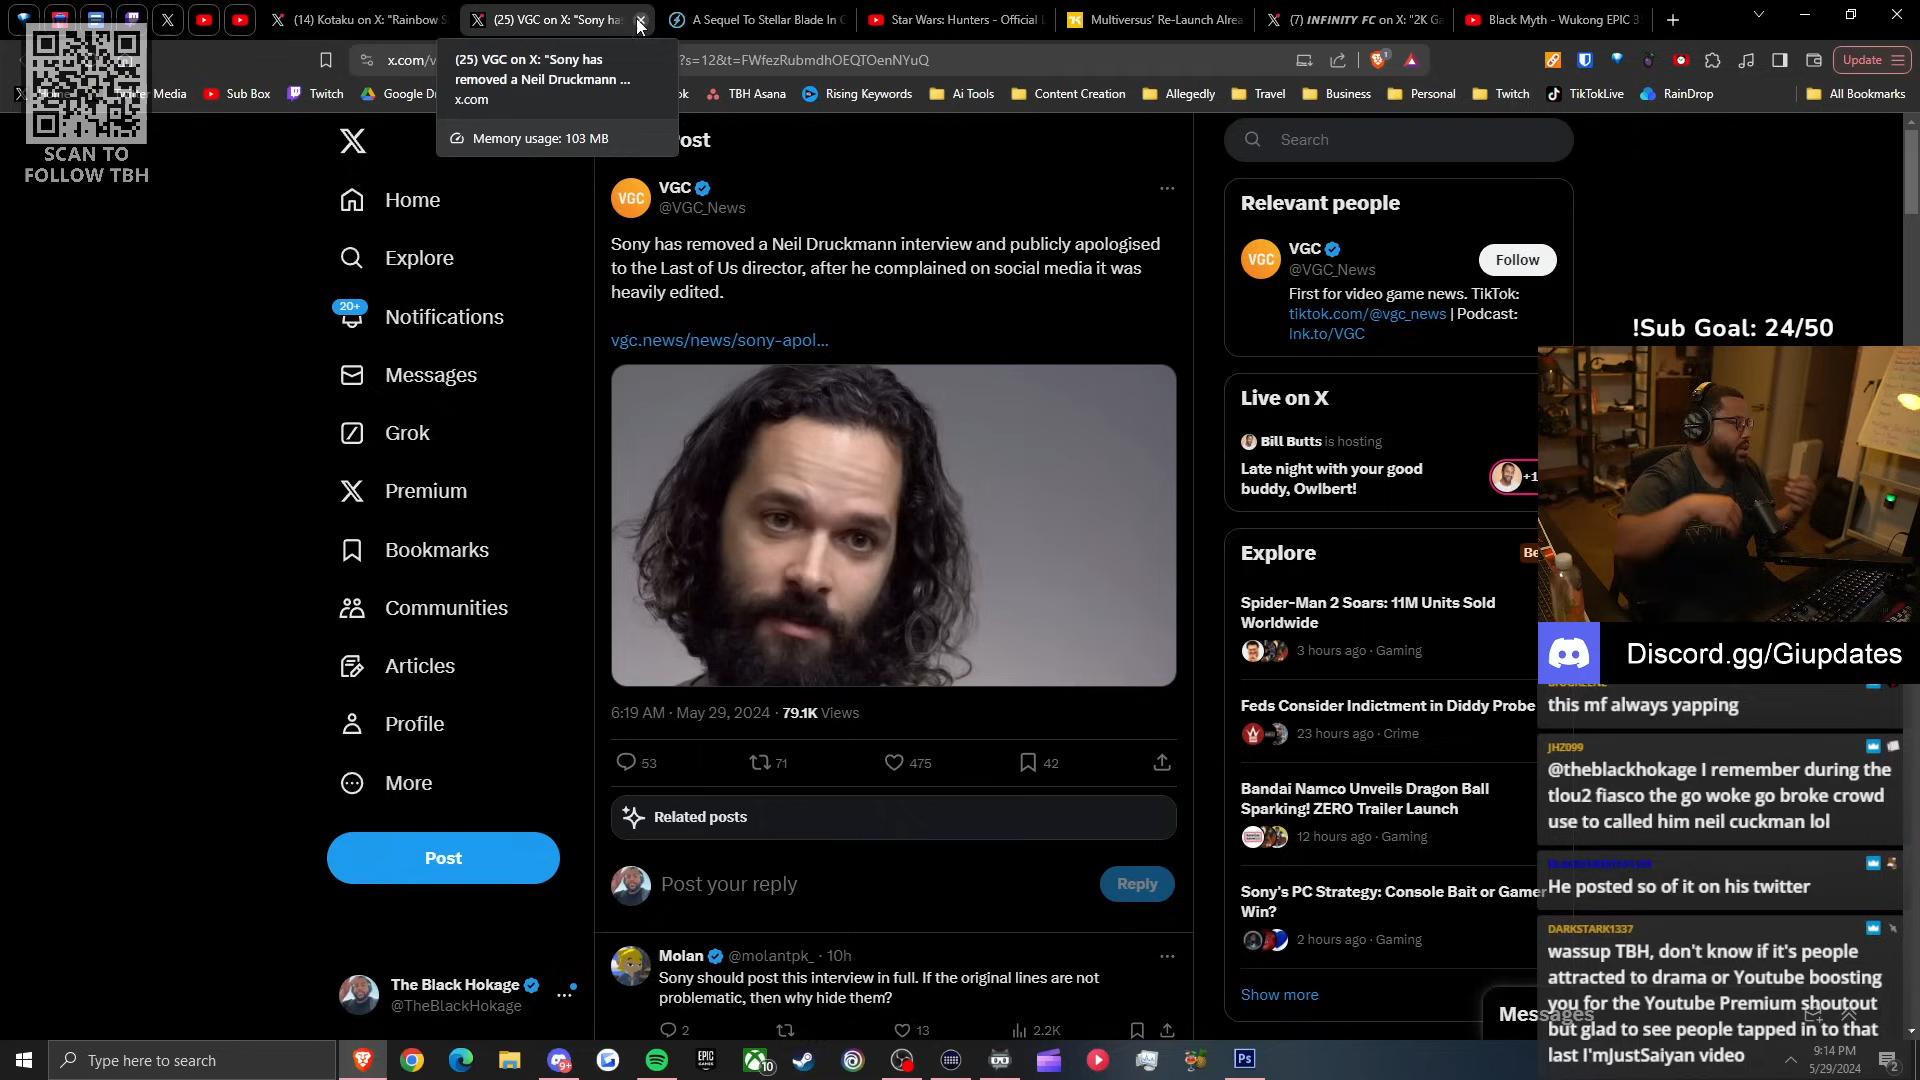 (14) Kotaku on X: "Rainbow S
(25) VGC on X: "Sony ha
A Sequel To Stellar Blade In C
Star Wars: Hunters - Official L
Multiversus' Re-Launch Alrea
(7) INFINITY FC on X: "2K Ga
Black Myth - Wukong EPIC 3
x.com/v
?s=12&t=FWfezRubmdhOEQTOenNYuQ
Update
(25) VGC on X: "Sony has
removed a Neil Druckmann ...
x.com
Memory usage: 103 MB
Media
Sub Box
Twitch
Google Dr
TBH Asana
Rising Keywords
Ai Tools
Content Creation
Allegedly
Travel
Business
Personal
Twitch
TikTokLive
RainDrop
All Bookmarks
SCAN TO
FOLLOW TBH
Home
Explore
20+
Notifications
Messages
Grok
Premium
Bookmarks
Communities
Articles
Profile
More
Post
The Black Hokage
@TheBlackHokage
ost
VGC
VGC
@VGC_News
Sony has removed a Neil Druckmann interview and publicly apologised
to the Last of Us director, after he complained on social media it was
heavily edited.
vgc.news/news/sony-apol...
6:19 AM · May 29, 2024 · 79.1K Views
53
71
475
42
Related posts
Post your reply
Reply
Molan @molantpk_ · 10h
Sony should post this interview in full. If the original lines are not
problematic, then why hide them?
2
13
2.2K
Search
Relevant people
VGC
VGC
@VGC_News
Follow
First for video game news. TikTok:
tiktok.com/@vgc_news | Podcast:
lnk.to/VGC
Live on X
Bill Butts is hosting
Late night with your good
buddy, Owlbert!
+1
Explore
Be
Spider-Man 2 Soars: 11M Units Sold
Worldwide
3 hours ago · Gaming
Feds Consider Indictment in Diddy Probe
23 hours ago · Crime
Bandai Namco Unveils Dragon Ball
Sparking! ZERO Trailer Launch
12 hours ago · Gaming
Sony's PC Strategy: Console Bait or Gamer
Win?
2 hours ago · Gaming
Show more
Messages
!Sub Goal: 24/50
Discord.gg/Giupdates
this mf always yapping
JHZ099
@theblackhokage I remember during the
tlou2 fiasco the go woke go broke crowd
use to called him neil cuckman lol
He posted so of it on his twitter
DARKSTARK1337
wassup TBH, don't know if it's people
attracted to drama or Youtube boosting
you for the Youtube Premium shoutout
but glad to see people tapped in to that
last I'mJustSaiyan video
Type here to search
EPIC
GAMES
10
Ps
9:14 PM
5/29/2024
2